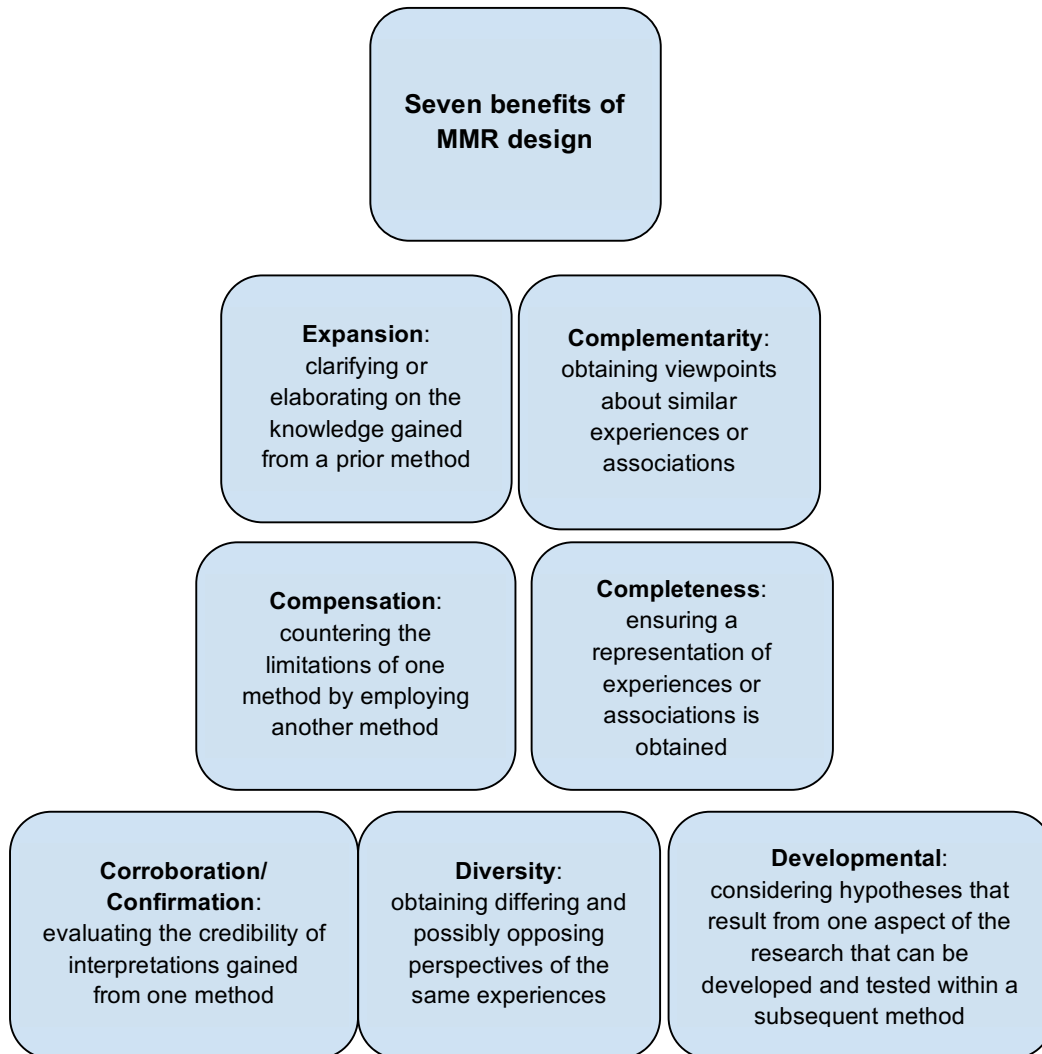 Seven benefits of
MMR design
Expansion:
clarifying or
elaborating on the
knowledge gained
from a prior method
Complementarity:
obtaining viewpoints
about similar
experiences or
associations
Compensation:
countering the
limitations of one
method by employing
another method
Completeness:
ensuring a
representation of
experiences or
associations is
obtained
Corroboration/
Confirmation:
evaluating the credibility of
interpretations gained
from one method
Diversity:
obtaining differing and
possibly opposing
perspectives of the
same experiences
Developmental:
considering hypotheses that
result from one aspect of the
research that can be
developed and tested within a
subsequent method